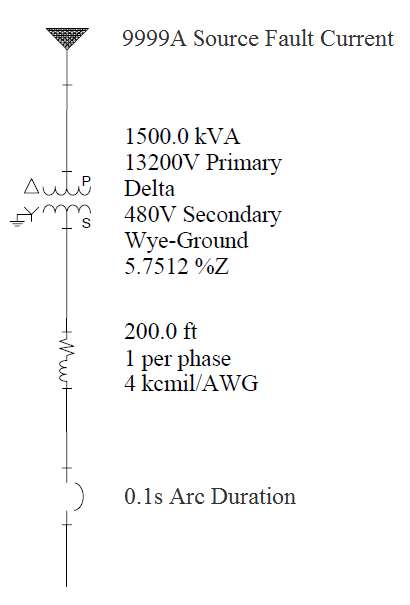 9999A Source Fault Current
1500.0 kVA
13200V Primary
P
Delta
480V Secondary
S
Wye-Ground
5.7512 %Z
200.0 ft
1 per phase
4 kcmil/AWG
0.1s Arc Duration